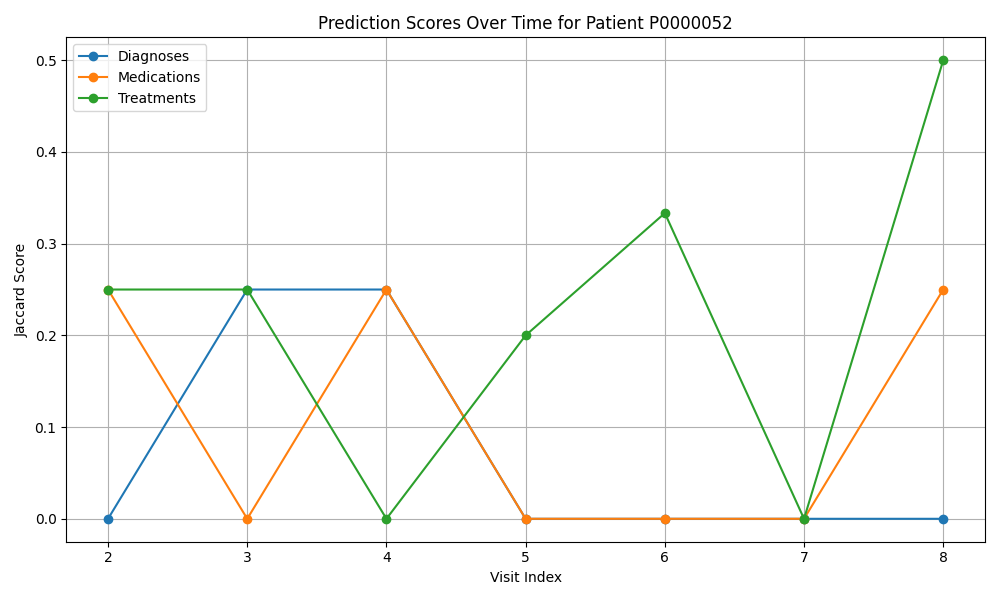 Prediction Scores Over Time for Patient P0000052
Diagnoses
Medications
Treatments
Jaccard Score
0.5
0.4
0.3
0.2
0.1
0.0
2 3 4 5 6 7 8
Visit Index